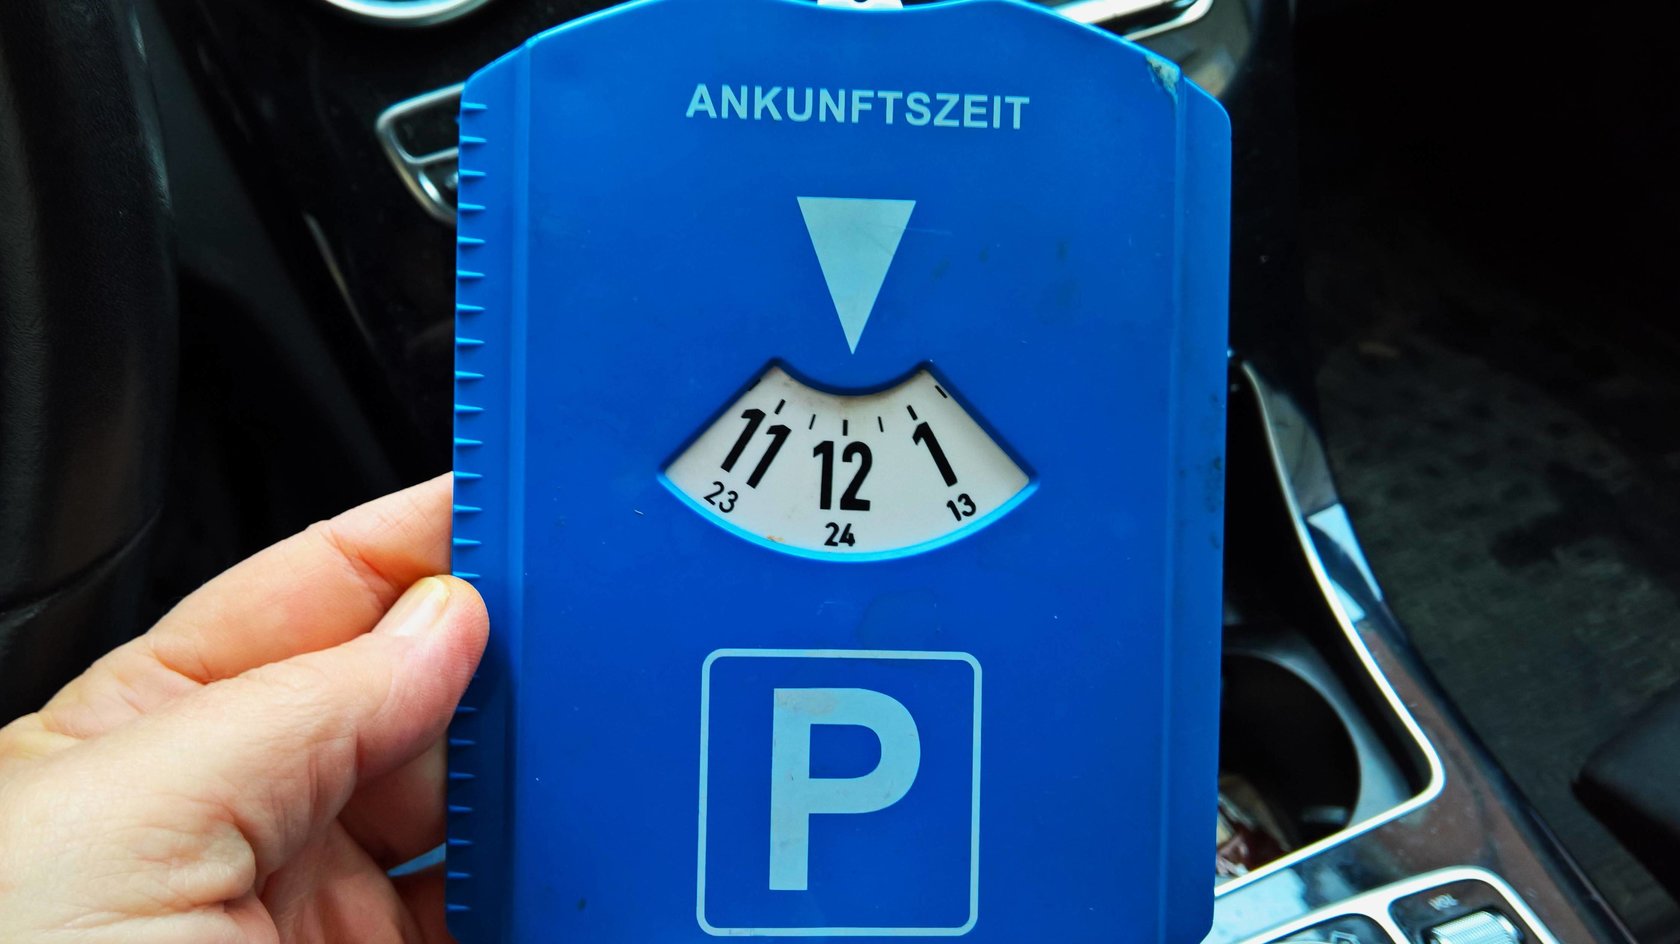 ANKUNFTSZEIT
11 12 1
23 24 13
P